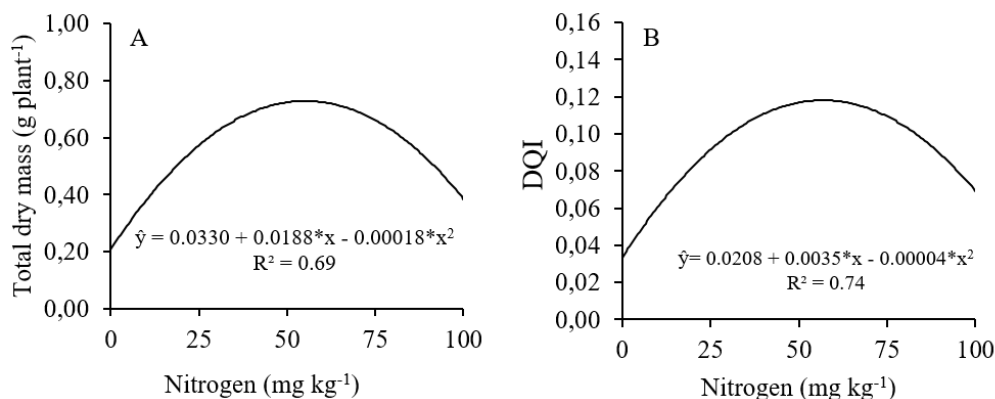 A
Total dry mass (g plant⁻¹)
1,00
0,80
0,60
0,40
0,20
0,00
ŷ = 0.0330 + 0.0188*x - 0.00018*x²
R² = 0.69
0 25 50 75 100
Nitrogen (mg kg⁻¹)
B
DQI
0,16
0,14
0,12
0,10
0,08
0,06
0,04
0,02
0,00
ŷ= 0.0208 + 0.0035*x - 0.00004*x²
R² = 0.74
0 25 50 75 100
Nitrogen (mg kg⁻¹)